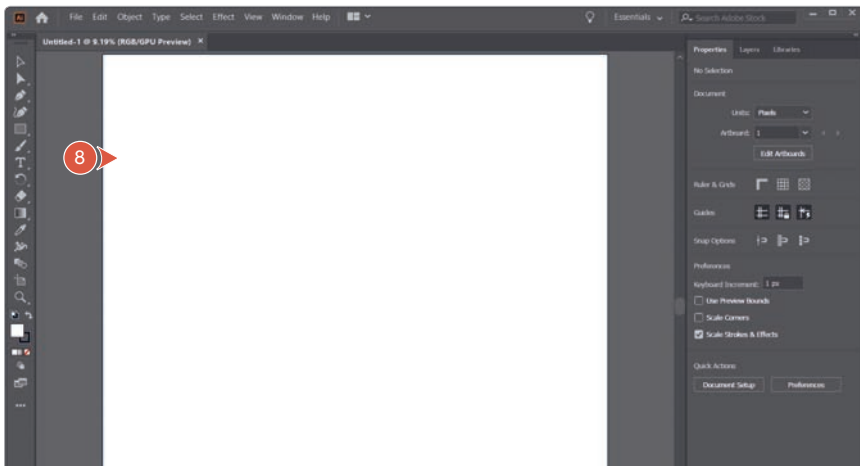 Ai File Edit Object Type Select Effect View Window Help Essentials Search Adobe Stock
Untitled-1 @ 9.19% (RGB/GPU Preview) ×
Properties Layers Libraries
No Selection
Document
Units: Pixels
Artboard: 1
Edit Artboards
Ruler & Grids
Guides
Snap Options
Preferences
Keyboard Increment: 1 px
Use Preview Bounds
Scale Corners
Scale Strokes & Effects
Quick Actions
Document Setup Preferences
8